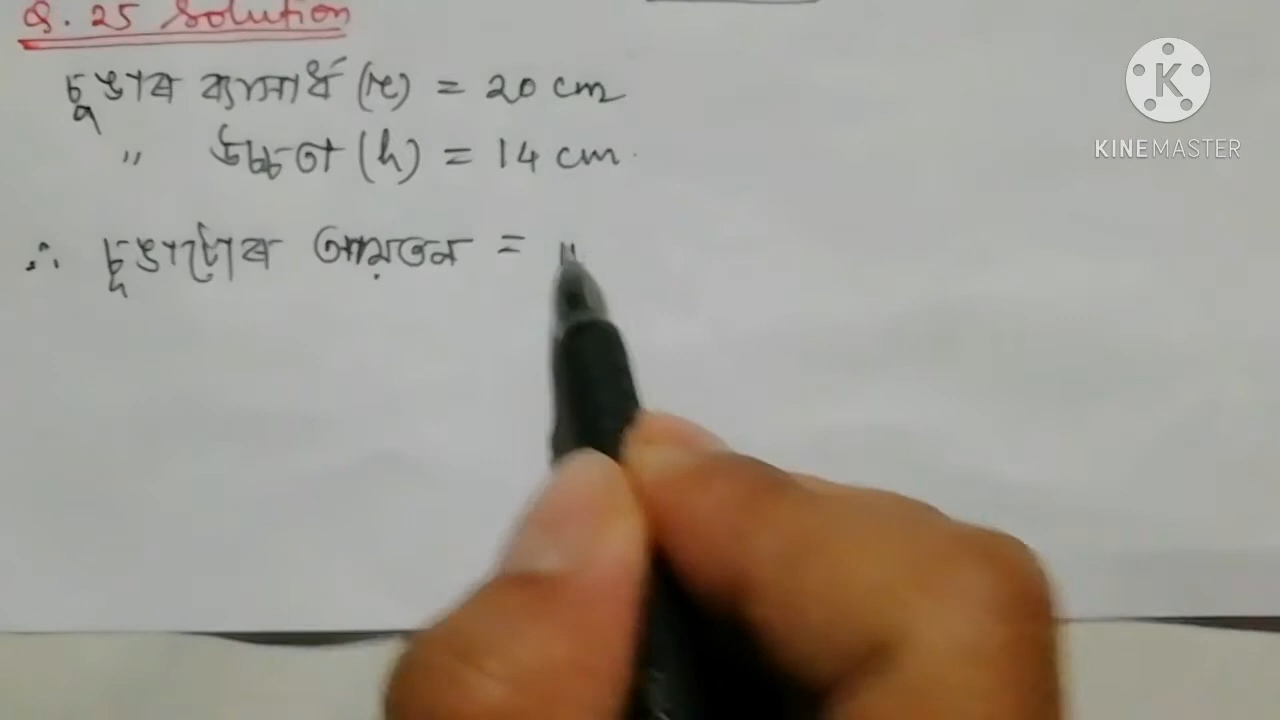 Q. 25 Solution
চুঙাৰ ব্যাসাৰ্ধ (r) = 20 cm
" উচ্চতা (h) = 14 cm.
∴ চুঙাটোৰ আয়তন = π
K
KINEMASTER